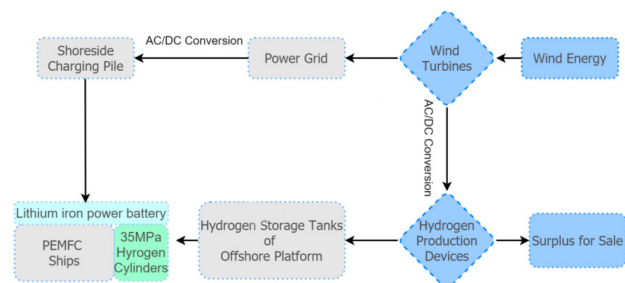 Shoreside
Charging Pile
AC/DC Conversion
Power Grid
Wind
Turbines
Wind Energy
AC/DC Conversion
Lithium iron power battery
PEMFC
Ships
35MPa
Hyrogen
Cylinders
Hydrogen Storage Tanks
of
Offshore Platform
Hydrogen
Production
Devices
Surplus for Sale